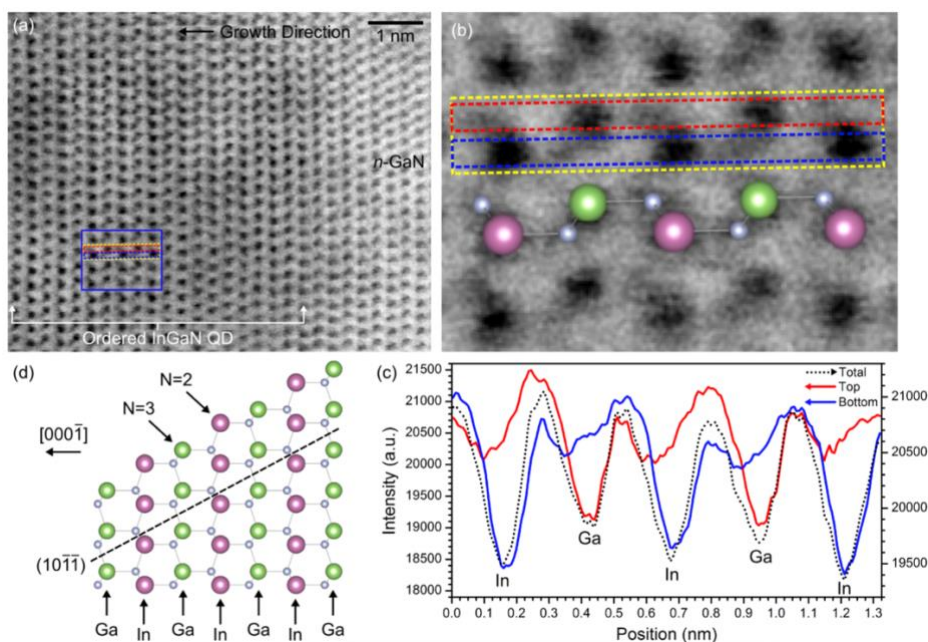 (a)
Growth Direction
1 nm
n-GaN
Ordered InGaN QD
(b)
(d)
N=2
N=3
[0001̄]
(101̄1̄)
Ga In Ga In Ga In
(c)
21500
21000
20500
20000
19500
19000
18500
18000
Intensity (a.u.)
Total
Top
Bottom
21000
20500
20000
19500
In Ga In Ga In
0.0 0.1 0.2 0.3 0.4 0.5 0.6 0.7 0.8 0.9 1.0 1.1 1.2 1.3
Position (nm)